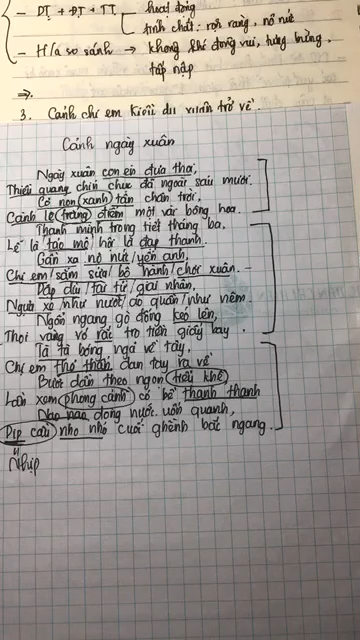 - DT + ĐT + TT
hoạt động
tính chất: rộn ràng, nô nức
- H/ả so sánh → không khí đông vui, tưng bừng,
tấp nập
⇒.
3. Cảnh chị em Kiều du xuân trở về.
Cảnh ngày xuân
Ngày xuân con én đưa thoi,
Thiều quang chín chục đã ngoài sáu mươi.
Cỏ non (xanh) tận chân trời,
Cành lê (trắng) điểm một vài bông hoa.
Thanh minh trong tiết tháng ba,
Lễ là tảo mộ hội là đạp thanh.
Gần xa nô nức/yến anh,
Chị em/sắm sửa/bộ hành/chơi xuân.
Dập dìu/tài tử/giai nhân,
Ngựa xe/như nước/áo quần/như nêm.
Ngổn ngang gò đống kéo lên,
Thoi vàng vó rắc tro tiền giấy bay.
Tà tà bóng ngả về tây,
Chị em thơ thẩn dan tay ra về
Bước dần theo ngọn (tiểu khê)
Lần xem (phong cảnh) có bề thanh thanh
Nao nao dòng nước uốn quanh,
Dịp cầu nho nhỏ cuối ghềnh bắc ngang.
Nhịp